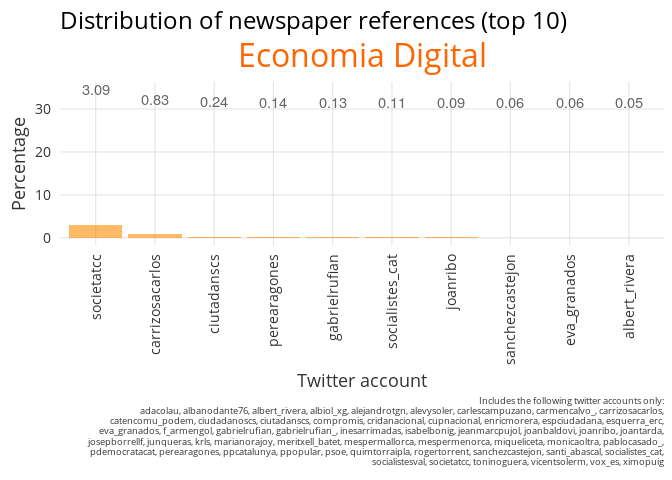 Distribution of newspaper references (top 10)
Economia Digital
3.09 0.83 0.24 0.14 0.13 0.11 0.09 0.06 0.06 0.05
30
20
10
0
Percentage
societatcc
carrizosacarlos
ciutadanscs
perearagones
gabrielrufian
socialistes_cat
joanribo
sanchezcastejon
eva_granados
albert_rivera
Twitter account
Includes the following twitter accounts only:
adacolau, albanodante76, albert_rivera, albiol_xg, alejandrotgn, alevysoler, carlescampuzano, carmencalvo_, carrizosacarlos,
catencomu_podem, ciudadanoscs, ciutadanscs, compromis, cridanacional, cupnacional, enricmorera, espciudadana, esquerra_erc,
eva_granados, f_armengol, gabrielrufian, gabrielrufian_, inesarrimadas, isabelbonig, jeanmarcpujol, joanbaldovi, joanribo, joantarda,
josepborrellf, junqueras, krls, marianorajoy, meritxell_batet, mespermallorca, mespermenorca, miqueliceta, monicaoltra, pablocasado_,
pdemocratacat, perearagones, ppcatalunya, ppopular, psoe, quimtorraipla, rogertorrent, sanchezcastejon, santi_abascal, socialistes_cat,
socialistesval, societatcc, toninoguera, vicentsolerm, vox_es, ximopuig